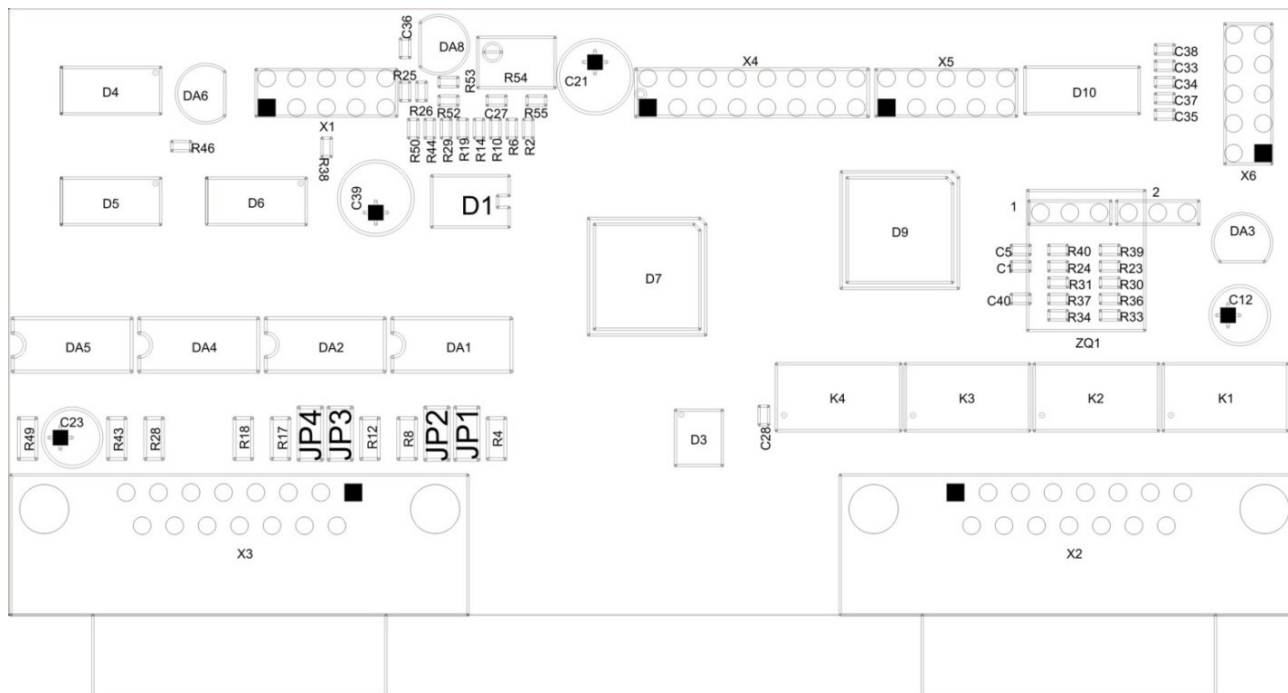 C36
DA8
R53
R54
C21
X4
X5
C38
C33
C34
C37
C35
D4
DA6
R25
R26
R52
C27
R55
D10
X1
R46
R38
R50
R44
R29
R19
R14
R10
R6
R2
X6
D5
D6
C39
D1
D9
1
2
DA3
D7
C5
R40
R39
C1
R24
R23
R31
R30
C40
R37
R36
R34
R33
C12
ZQ1
DA5
DA4
DA2
DA1
K4
K3
K2
K1
R49
C23
R43
R28
R18
R17
JP4
JP3
R12
R8
JP2
JP1
R4
D3
C28
X3
X2